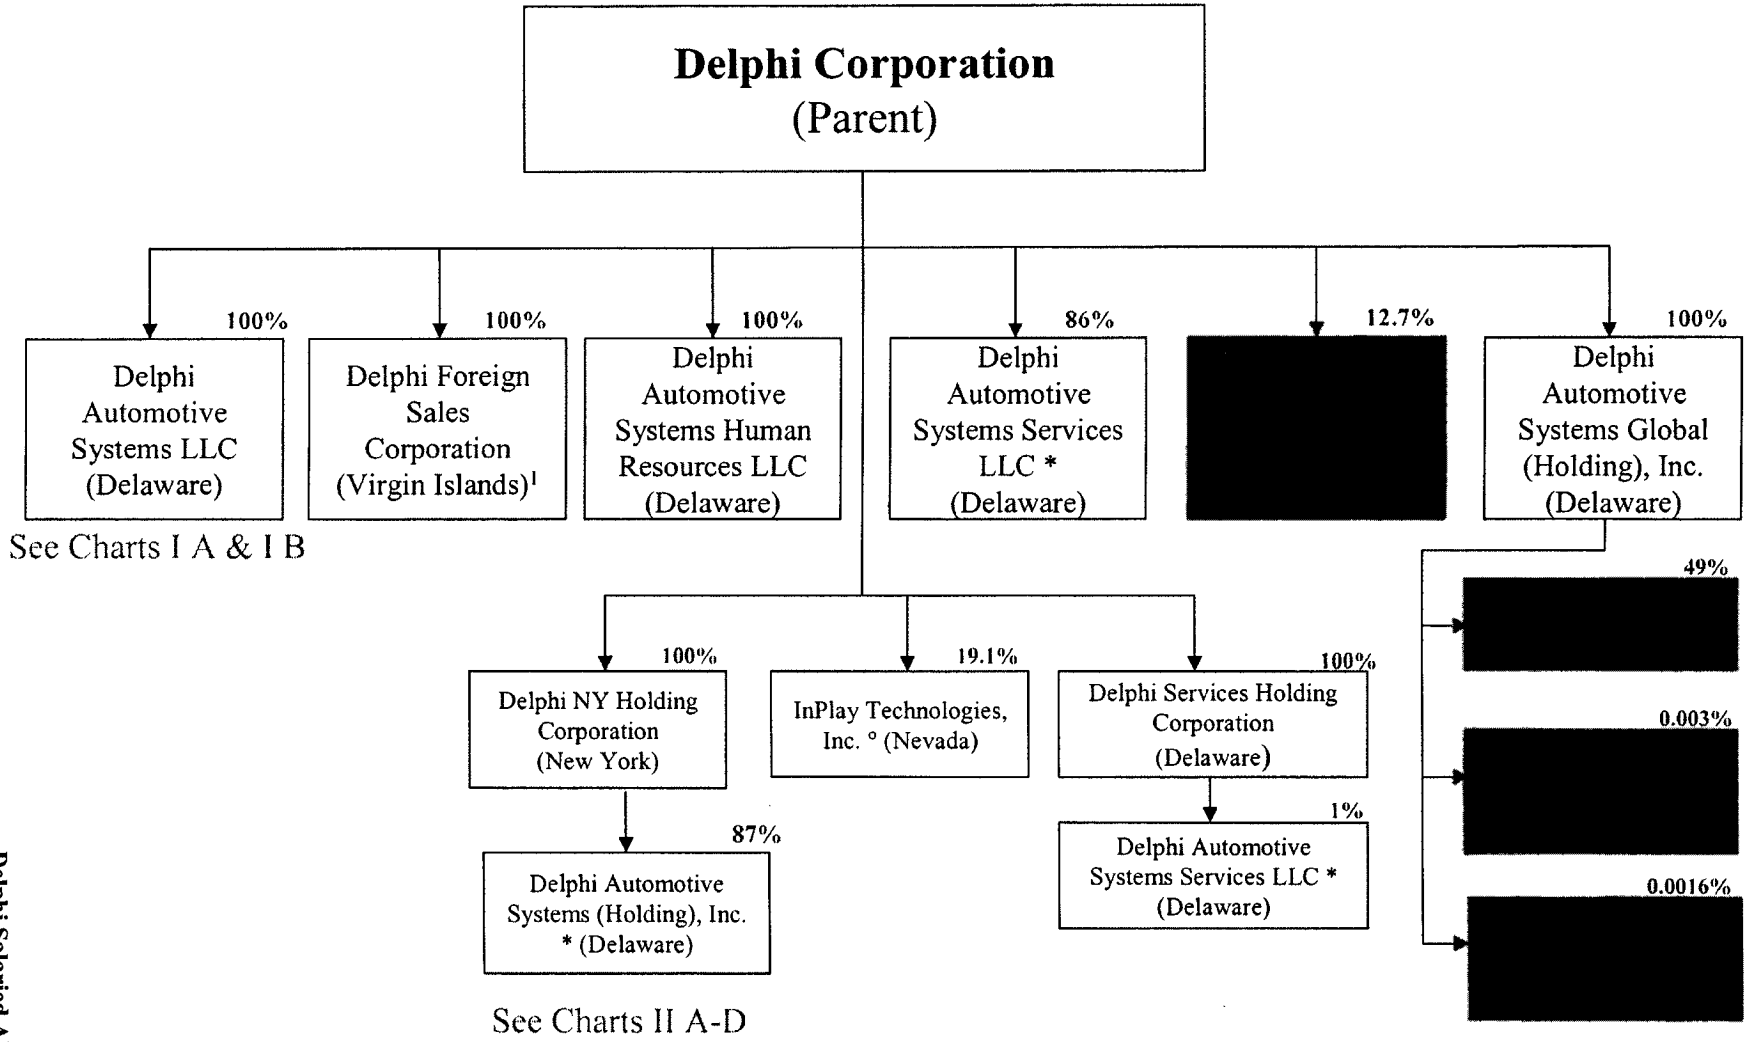 Delphi Corporation
(Parent)
100%
Delphi
Automotive
Systems LLC
(Delaware)
See Charts I A & I B
100%
Delphi Foreign
Sales
Corporation
(Virgin Islands)¹
100%
Delphi
Automotive
Systems Human
Resources LLC
(Delaware)
86%
Delphi
Automotive
Systems Services
LLC *
(Delaware)
12.7%
100%
Delphi
Automotive
Systems Global
(Holding), Inc.
(Delaware)
49%
0.003%
0.0016%
100%
Delphi NY Holding
Corporation
(New York)
87%
Delphi Automotive
Systems (Holding), Inc.
* (Delaware)
See Charts II A-D
19.1%
InPlay Technologies,
Inc. ° (Nevada)
100%
Delphi Services Holding
Corporation
(Delaware)
1%
Delphi Automotive
Systems Services LLC *
(Delaware)